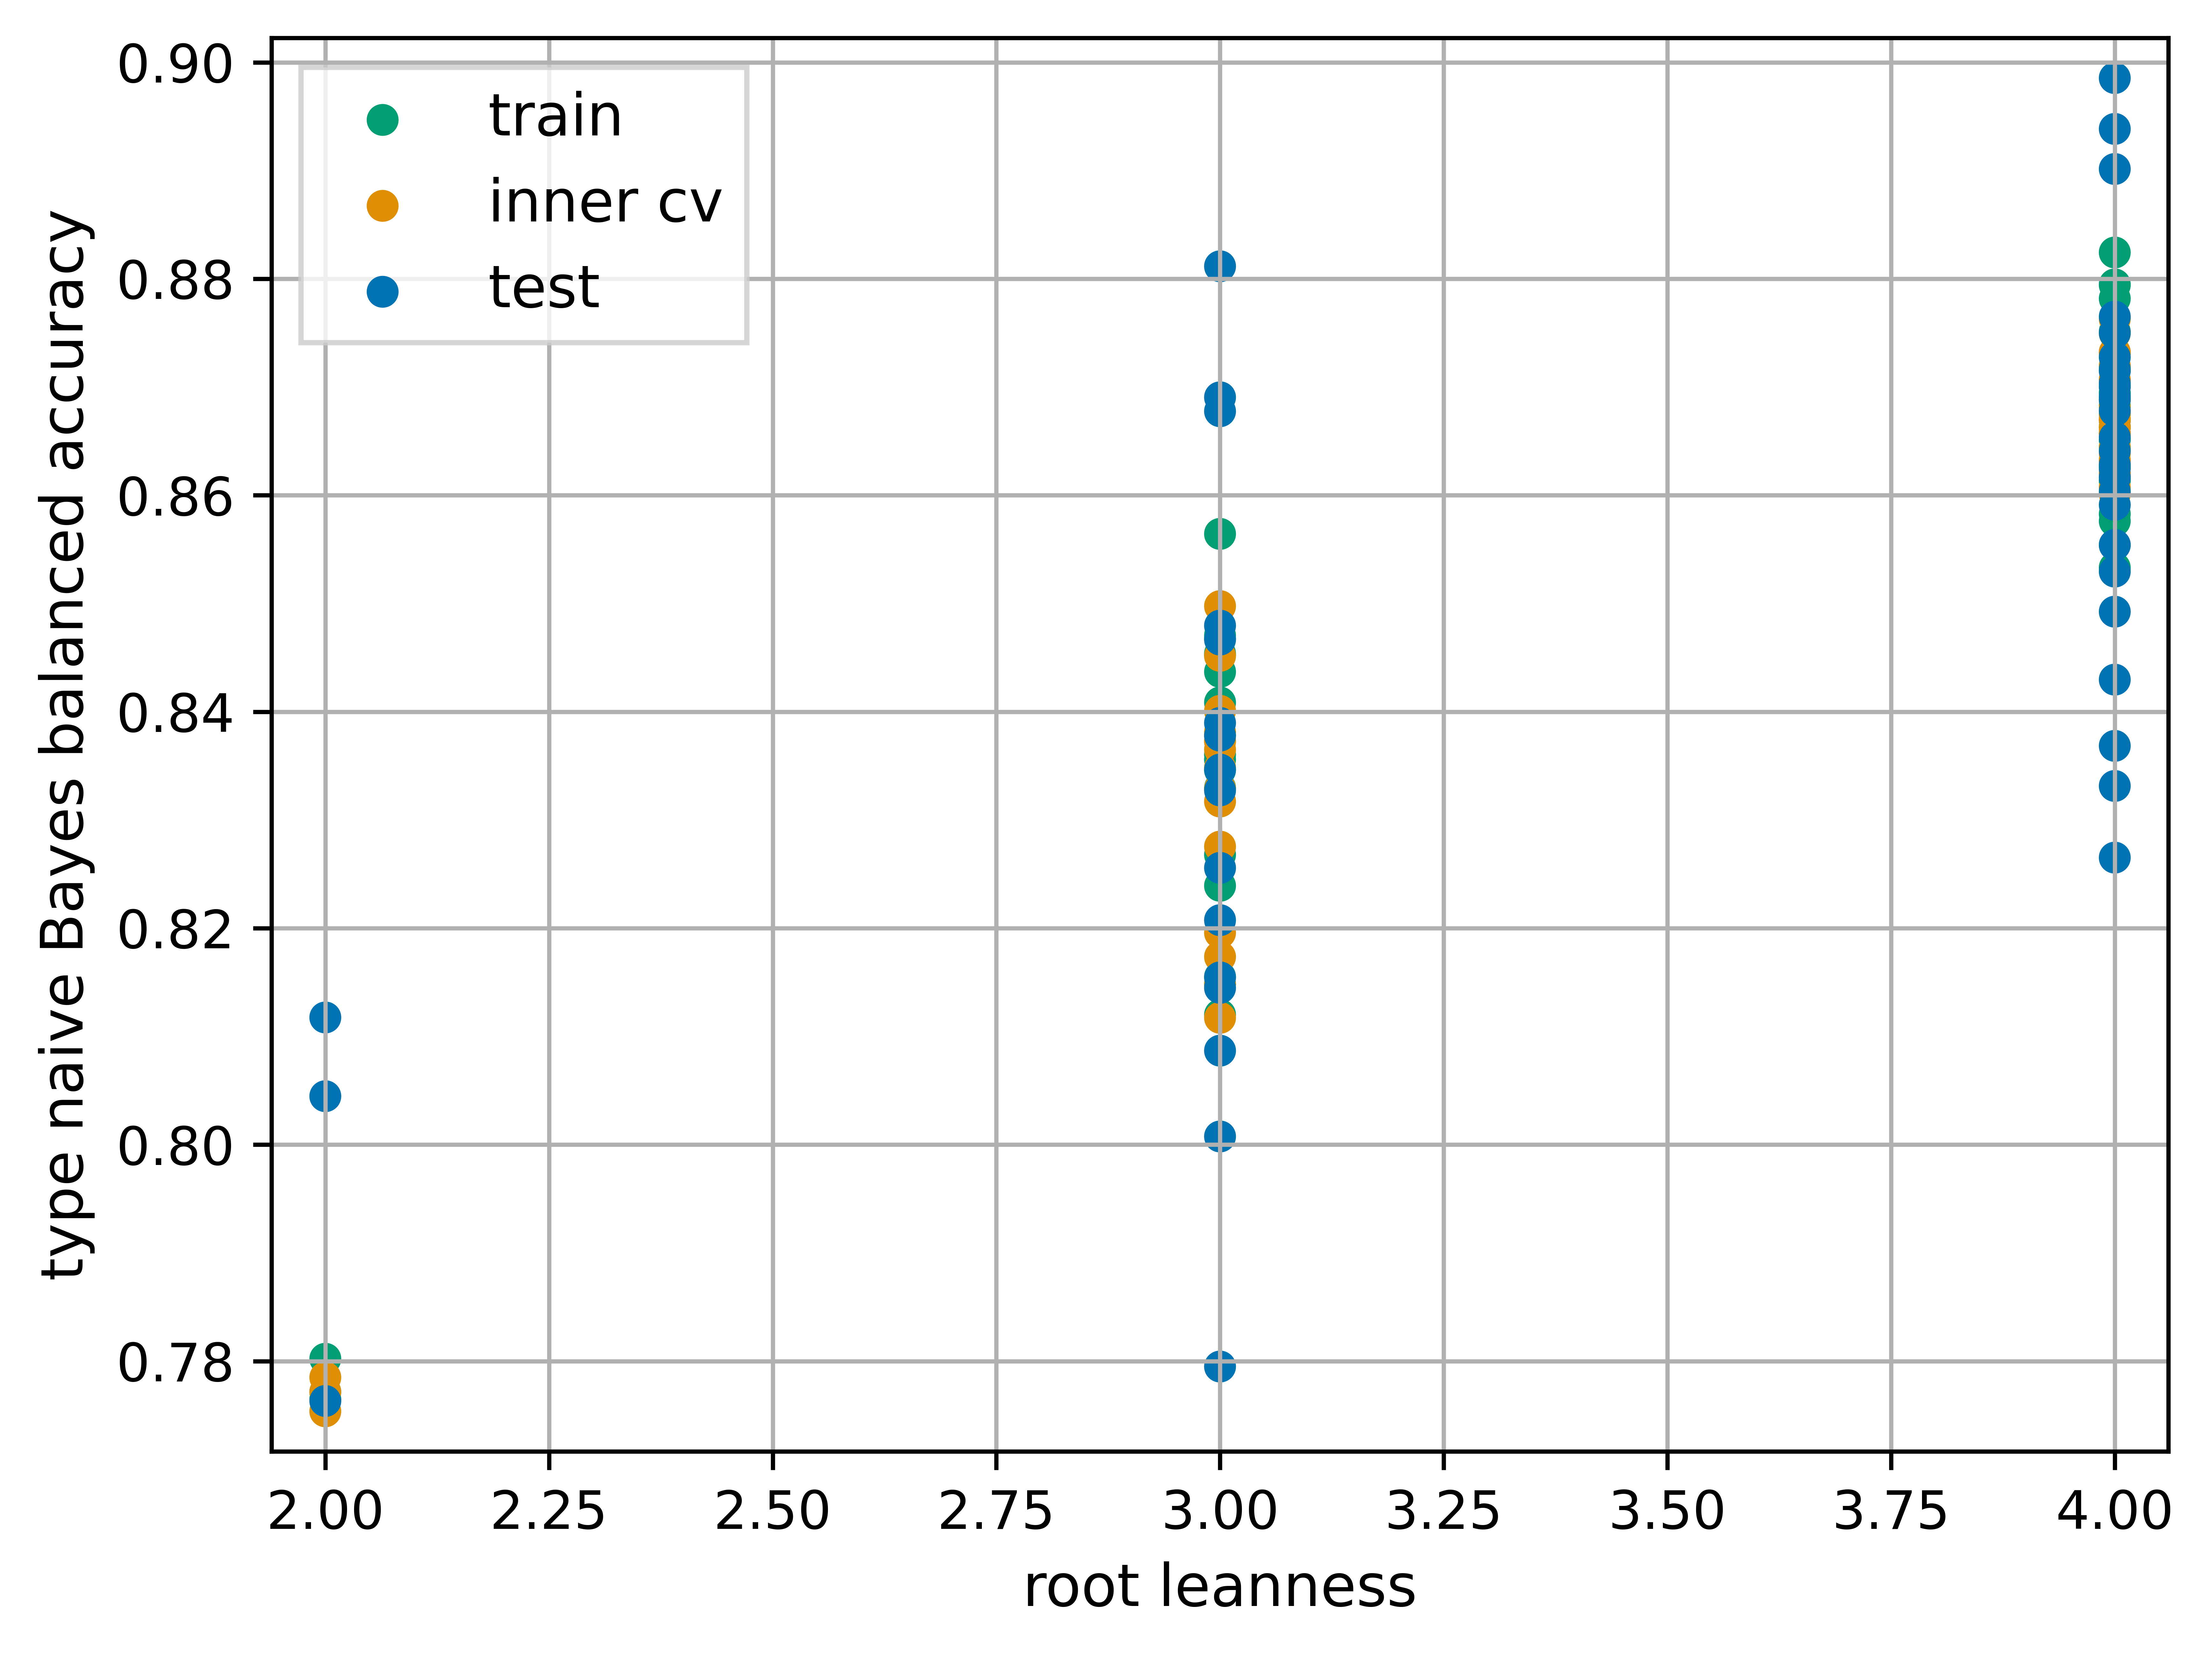 train
inner cv
test
type naive Bayes balanced accuracy
0.90
0.88
0.86
0.84
0.82
0.80
0.78
2.00 2.25 2.50 2.75 3.00 3.25 3.50 3.75 4.00
root leanness